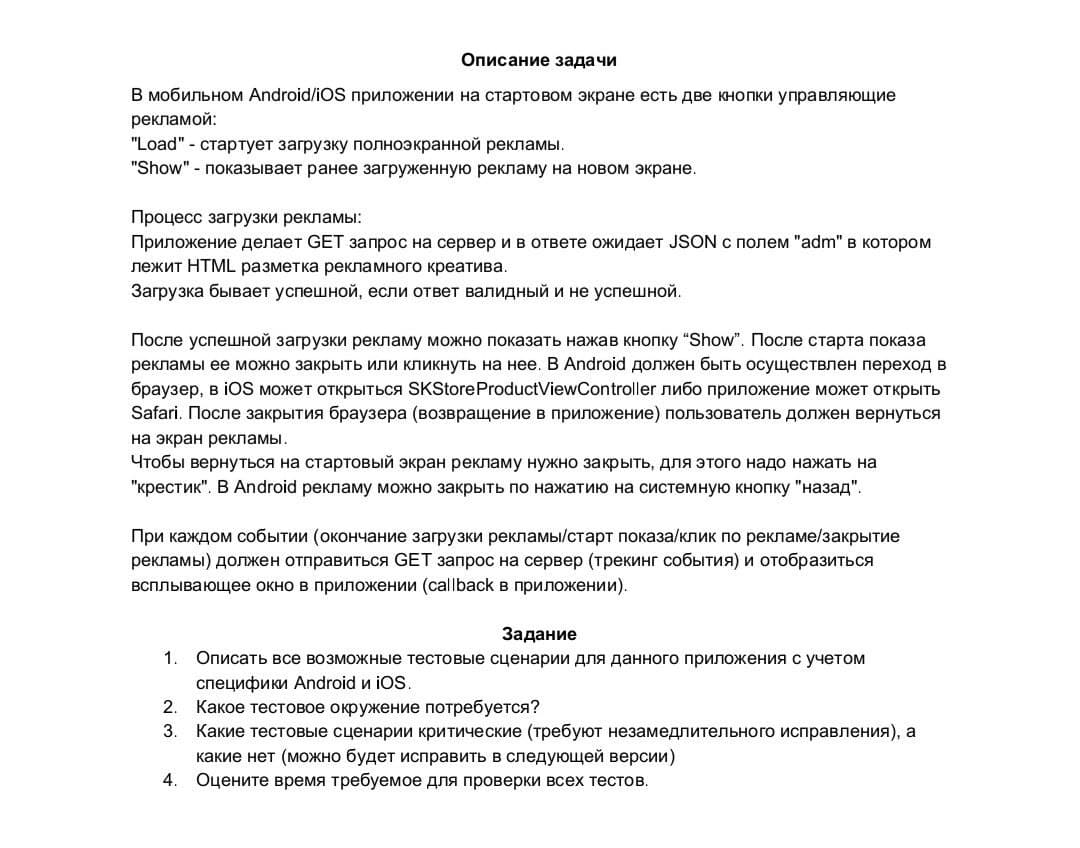 Описание задачи
В мобильном Android/iOS приложении на стартовом экране есть две кнопки управляющие
рекламой:
"Load" - стартует загрузку полноэкранной рекламы.
"Show" - показывает ранее загруженную рекламу на новом экране.
Процесс загрузки рекламы:
Приложение делает GET запрос на сервер и в ответе ожидает JSON с полем "adm" в котором
лежит HTML разметка рекламного креатива.
Загрузка бывает успешной, если ответ валидный и не успешной.
После успешной загрузки рекламу можно показать нажав кнопку “Show”. После старта показа
рекламы ее можно закрыть или кликнуть на нее. В Android должен быть осуществлен переход в
браузер, в iOS может открыться SKStoreProductViewController либо приложение может открыть
Safari. После закрытия браузера (возвращение в приложение) пользователь должен вернуться
на экран рекламы.
Чтобы вернуться на стартовый экран рекламу нужно закрыть, для этого надо нажать на
"крестик". В Android рекламу можно закрыть по нажатию на системную кнопку "назад".
При каждом событии (окончание загрузки рекламы/старт показа/клик по рекламе/закрытие
рекламы) должен отправиться GET запрос на сервер (трекинг события) и отобразиться
всплывающее окно в приложении (callback в приложении).
Задание
1. Описать все возможные тестовые сценарии для данного приложения с учетом
специфики Android и iOS.
2. Какое тестовое окружение потребуется?
3. Какие тестовые сценарии критические (требуют незамедлительного исправления), а
какие нет (можно будет исправить в следующей версии)
4. Оцените время требуемое для проверки всех тестов.